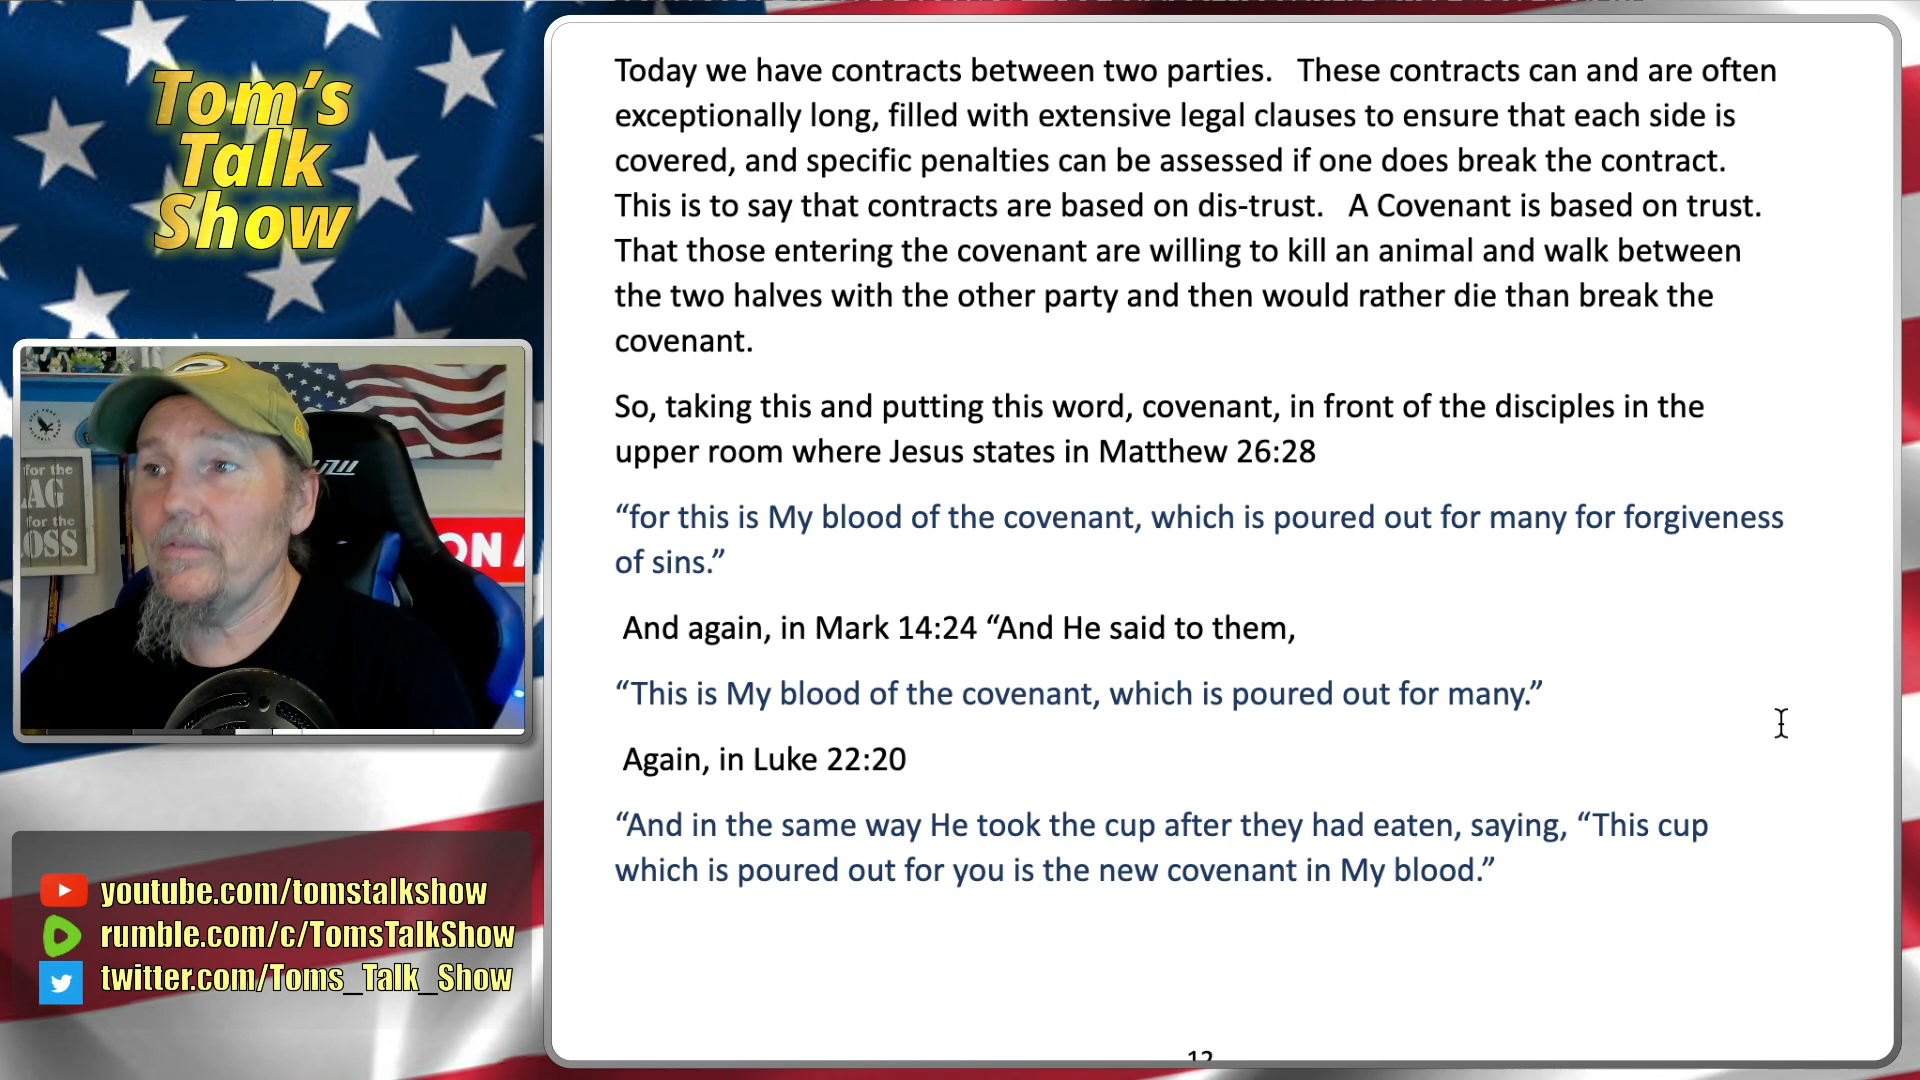 Tom's
Talk
Show
Today we have contracts between two parties.   These contracts can and are often
exceptionally long, filled with extensive legal clauses to ensure that each side is
covered, and specific penalties can be assessed if one does break the contract.
This is to say that contracts are based on dis-trust.   A Covenant is based on trust.
That those entering the covenant are willing to kill an animal and walk between
the two halves with the other party and then would rather die than break the
covenant.
So, taking this and putting this word, covenant, in front of the disciples in the
upper room where Jesus states in Matthew 26:28
“for this is My blood of the covenant, which is poured out for many for forgiveness
of sins.”
And again, in Mark 14:24 “And He said to them,
“This is My blood of the covenant, which is poured out for many.”
Again, in Luke 22:20
“And in the same way He took the cup after they had eaten, saying, “This cup
which is poured out for you is the new covenant in My blood.”
12
for the
AG
for the
OSS
ON A
youtube.com/tomstalkshow
rumble.com/c/TomsTalkShow
twitter.com/Toms_Talk_Show